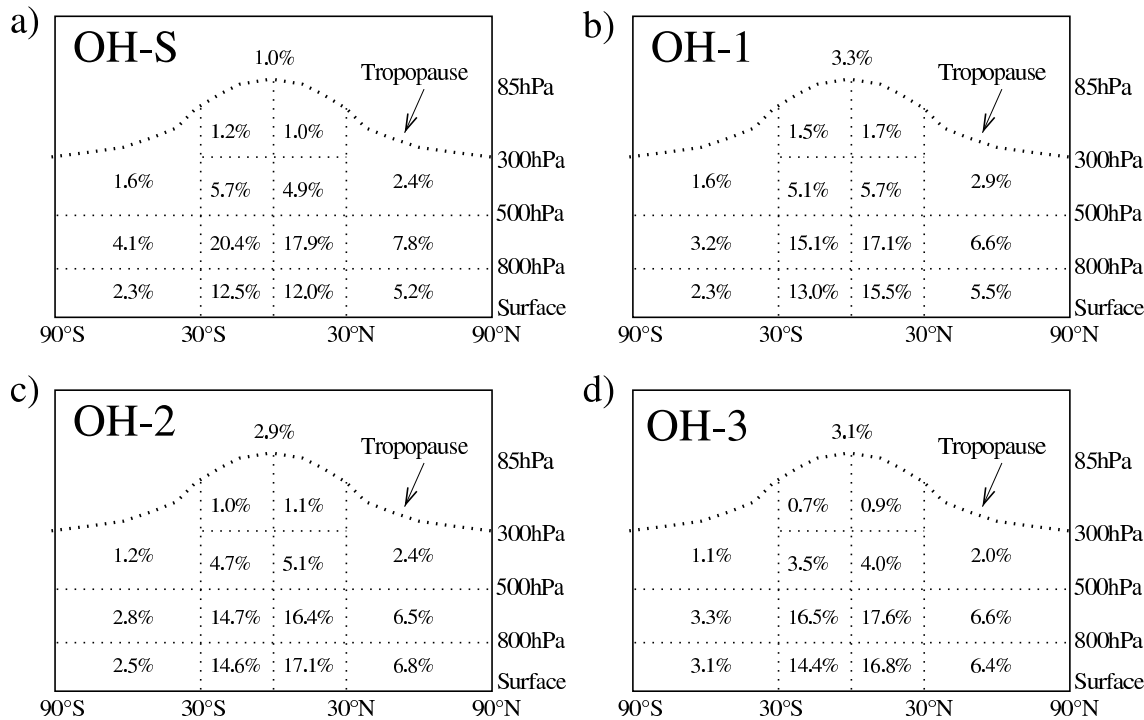 a) OH-S
1.0%
Tropopause
85hPa
1.2% 1.0%
300hPa
1.6% 5.7% 4.9% 2.4%
500hPa
4.1% 20.4% 17.9% 7.8%
800hPa
2.3% 12.5% 12.0% 5.2%
Surface
90°S 30°S 30°N 90°N
b) OH-1
3.3%
Tropopause
85hPa
1.5% 1.7%
300hPa
1.6% 5.1% 5.7% 2.9%
500hPa
3.2% 15.1% 17.1% 6.6%
800hPa
2.3% 13.0% 15.5% 5.5%
Surface
90°S 30°S 30°N 90°N
c) OH-2
2.9%
Tropopause
85hPa
1.0% 1.1%
300hPa
1.2% 4.7% 5.1% 2.4%
500hPa
2.8% 14.7% 16.4% 6.5%
800hPa
2.5% 14.6% 17.1% 6.8%
Surface
90°S 30°S 30°N 90°N
d) OH-3
3.1%
Tropopause
85hPa
0.7% 0.9%
300hPa
1.1% 3.5% 4.0% 2.0%
500hPa
3.3% 16.5% 17.6% 6.6%
800hPa
3.1% 14.4% 16.8% 6.4%
Surface
90°S 30°S 30°N 90°N